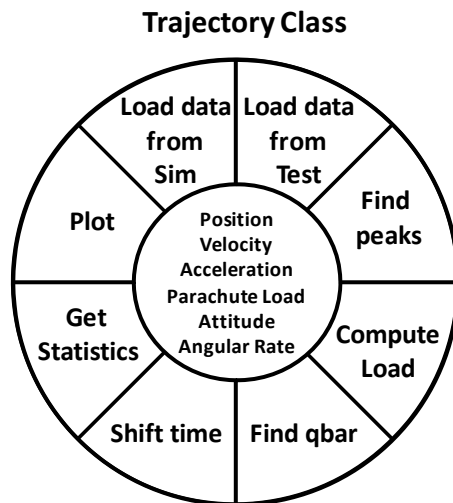 Trajectory Class
Load data
from
Sim
Load data
from
Test
Find
peaks
Compute
Load
Find qbar
Shift time
Get
Statistics
Plot
Position
Velocity
Acceleration
Parachute Load
Attitude
Angular Rate